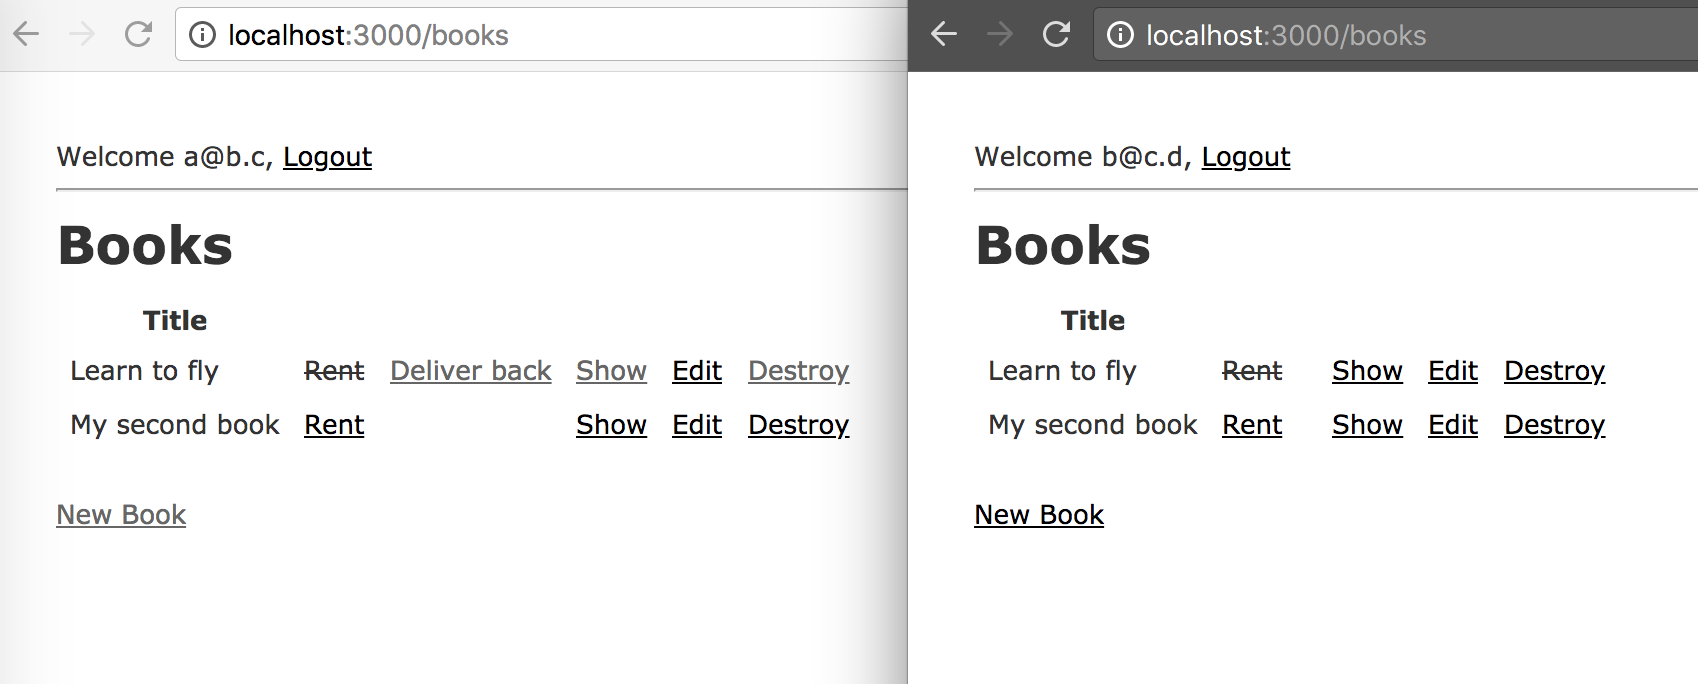 localhost:3000/books
Welcome a@b.c, Logout
Books
Title
Learn to fly Rent Deliver back Show Edit Destroy
My second book Rent Show Edit Destroy
New Book
localhost:3000/books
Welcome b@c.d, Logout
Books
Title
Learn to fly Rent Show Edit Destroy
My second book Rent Show Edit Destroy
New Book